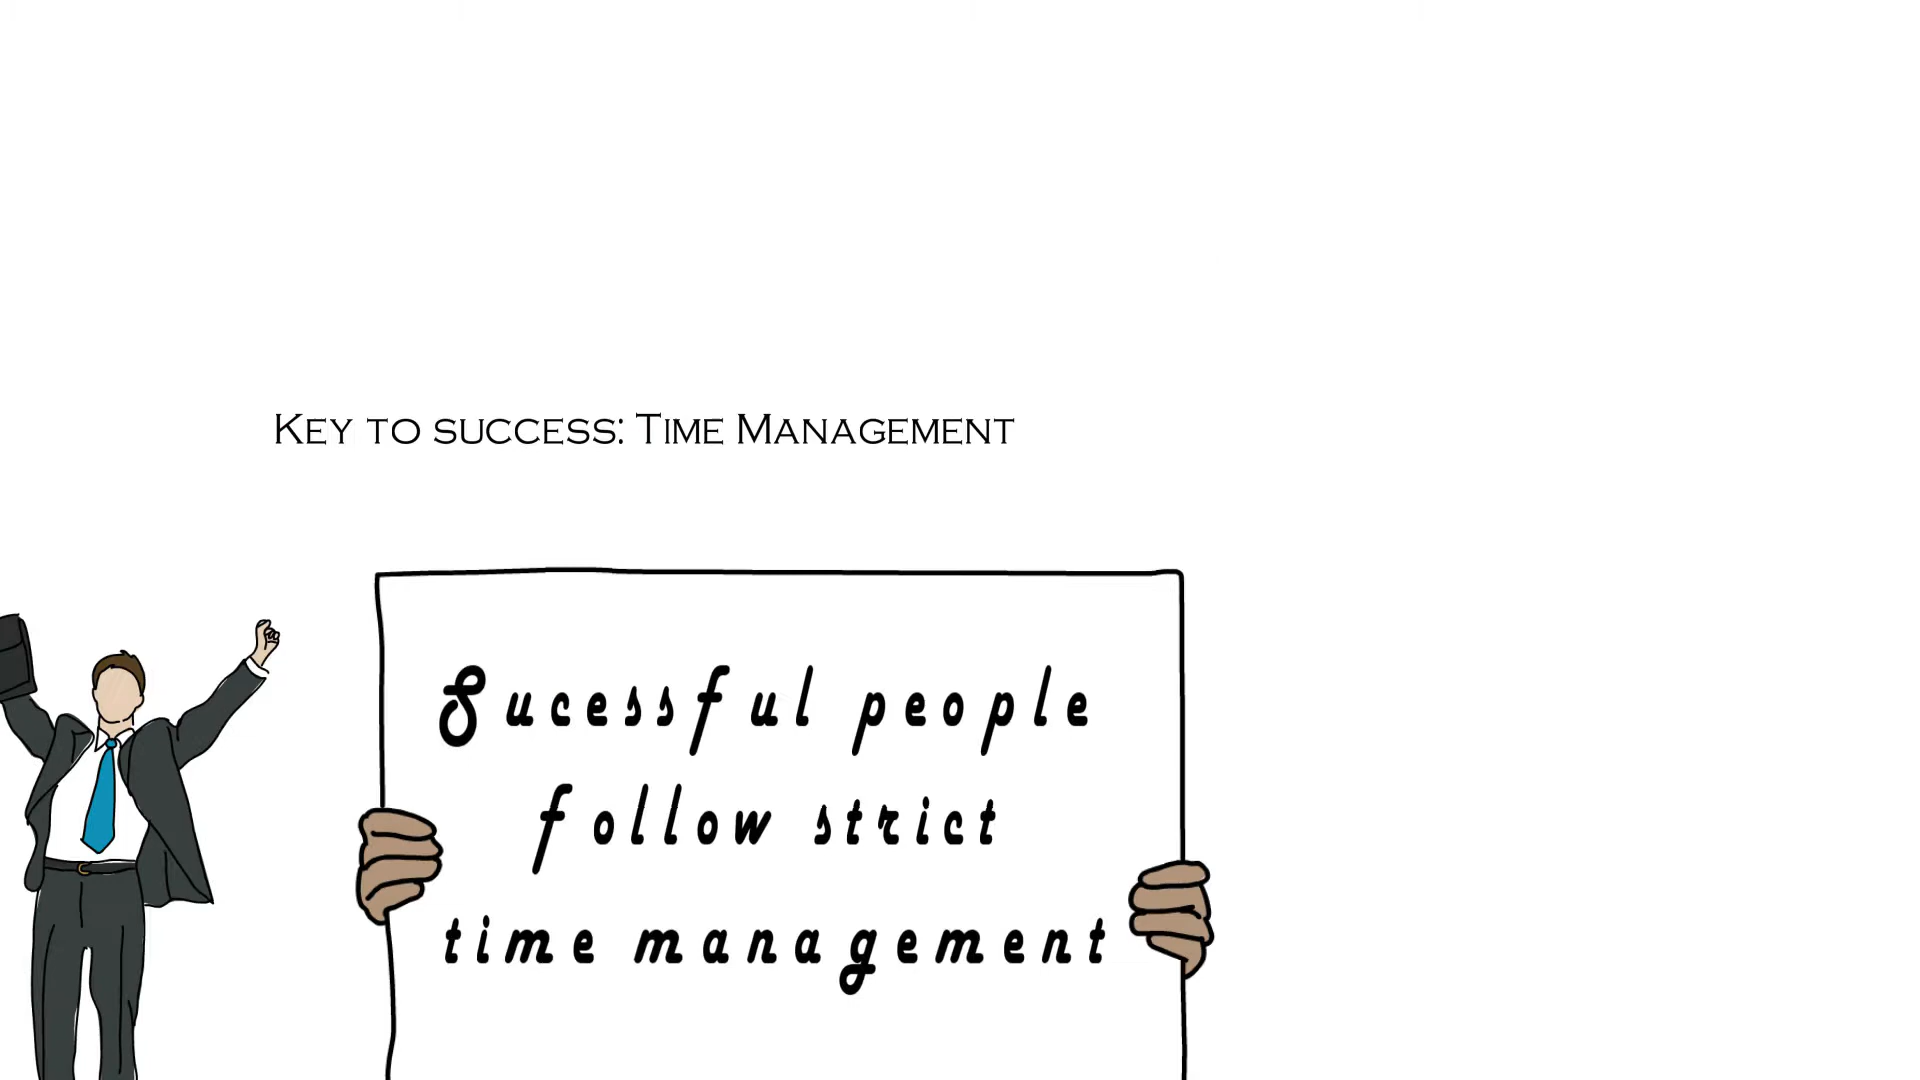 Key to success: Time Management
Sucessful people
follow strict
time management